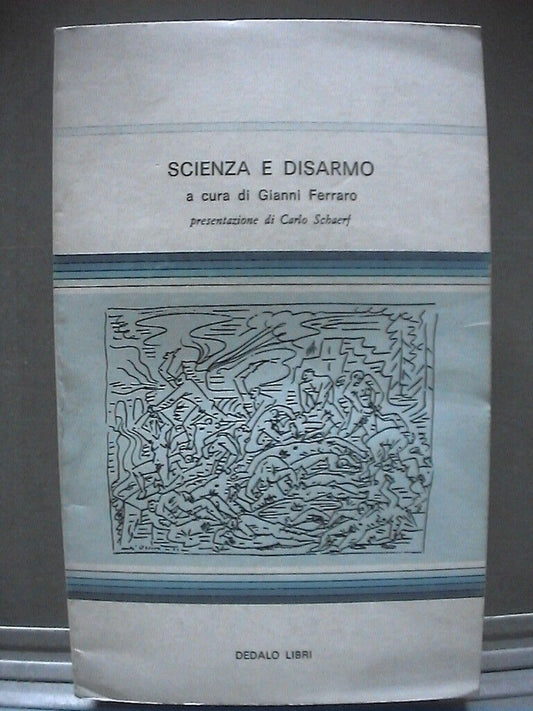 SCIENZA E DISARMO
a cura di Gianni Ferraro
presentazione di Carlo Schaerf
DEDALO LIBRI